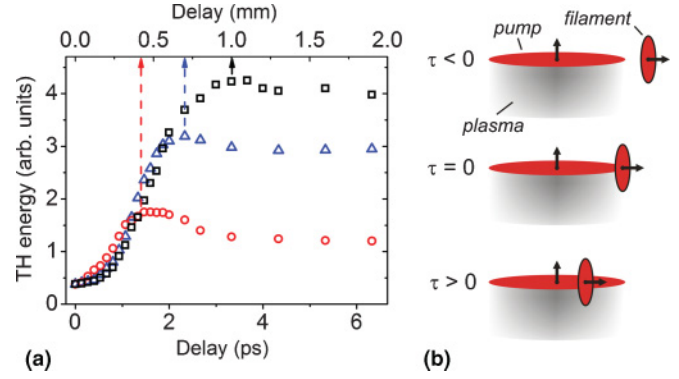 Delay (mm)
0.0 0.5 1.0 1.5 2.0
TH energy (arb. units)
4
3
2
1
0
0 2 4 6
Delay (ps)
(a)
pump
filament
τ < 0
plasma
τ = 0
τ > 0
(b)